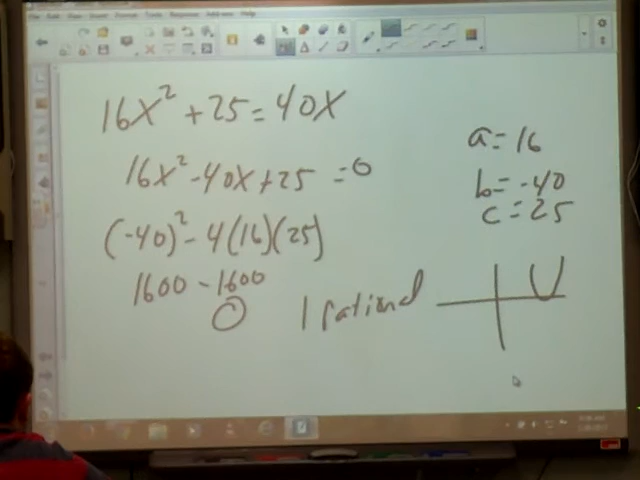 16x² + 25 = 40x
16x² - 40x + 25 = 0
(-40)² - 4(16)(25)
1600 - 1600
0
1 rational
a = 16
b = -40
c = 25